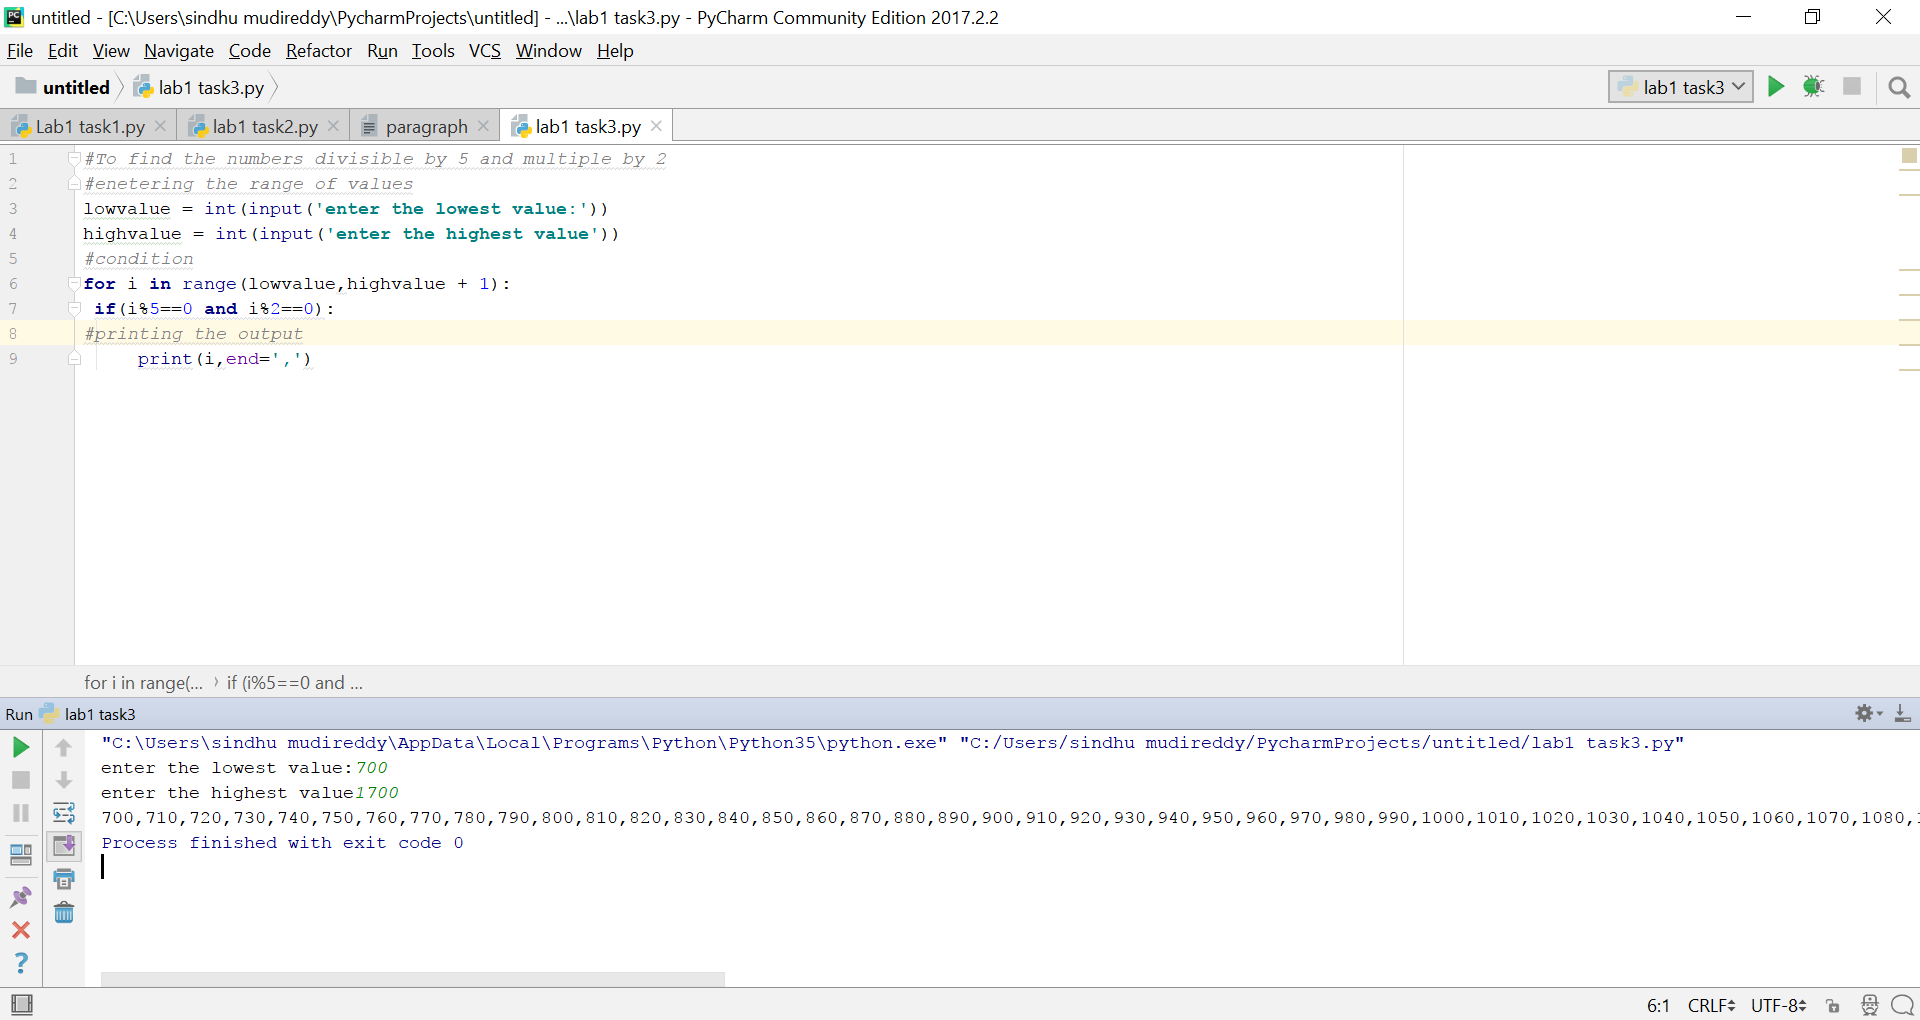 untitled - [C:\Users\sindhu mudireddy\PycharmProjects\untitled] - ...\lab1 task3.py - PyCharm Community Edition 2017.2.2
File Edit View Navigate Code Refactor Run Tools VCS Window Help
untitled lab1 task3.py lab1 task3
Lab1 task1.py lab1 task2.py paragraph lab1 task3.py
1 #To find the numbers divisible by 5 and multiple by 2
2 #enetering the range of values
3 lowvalue = int(input('enter the lowest value:'))
4 highvalue = int(input('enter the highest value'))
5 #condition
6 for i in range(lowvalue,highvalue + 1):
7 if(i%5==0 and i%2==0):
8 #printing the output
9 print(i,end=',')
for i in range(... › if (i%5==0 and ...
Run lab1 task3
"C:\Users\sindhu mudireddy\AppData\Local\Programs\Python\Python35\python.exe" "C:/Users/sindhu mudireddy/PycharmProjects/untitled/lab1 task3.py"
enter the lowest value:700
enter the highest value1700
700,710,720,730,740,750,760,770,780,790,800,810,820,830,840,850,860,870,880,890,900,910,920,930,940,950,960,970,980,990,1000,1010,1020,1030,1040,1050,1060,1070,1080,
Process finished with exit code 0
6:1 CRLF UTF-8